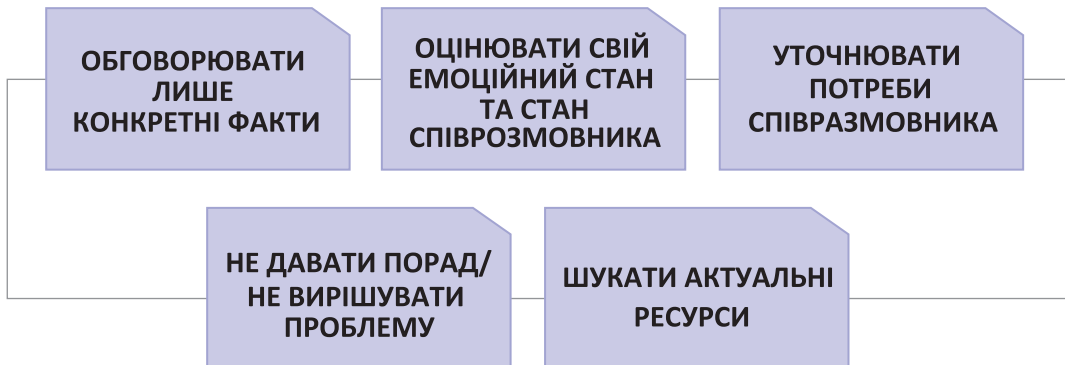 ОБГОВОРЮВАТИ
ЛИШЕ
КОНКРЕТНІ ФАКТИ
ОЦІНЮВАТИ СВІЙ
ЕМОЦІЙНИЙ СТАН
ТА СТАН
СПІВРОЗМОВНИКА
УТОЧНЮВАТИ
ПОТРЕБИ
СПІВРАЗМОВНИКА
НЕ ДАВАТИ ПОРАД/
НЕ ВИРІШУВАТИ
ПРОБЛЕМУ
ШУКАТИ АКТУАЛЬНІ
РЕСУРСИ